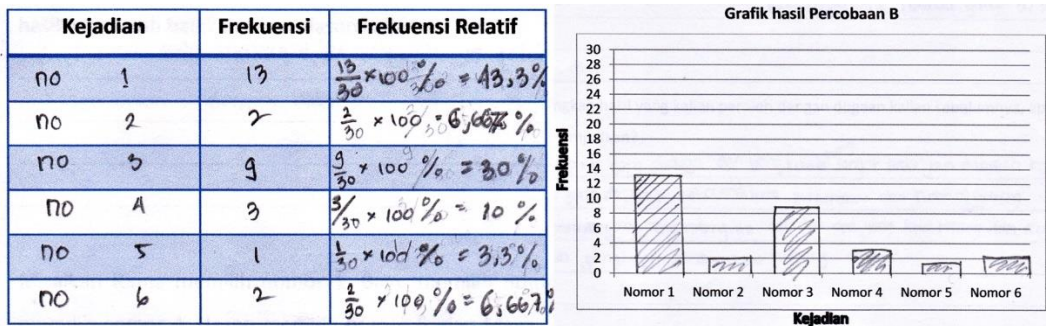 Kejadian Frekuensi Frekuensi Relatif
no 1 13 13/30 × 100 % = 43,3%
no 2 2 2/30 × 100 % = 6,667 %
no 3 9 9/30 × 100 % = 30 %
no 4 3 3/30 × 100 % = 10 %
no 5 1 1/30 × 100 % = 3,3 %
no 6 2 2/30 × 100 % = 6,667%
Grafik hasil Percobaan B
Frekuensi
30
28
26
24
22
20
18
16
14
12
10
8
6
4
2
0
Nomor 1 Nomor 2 Nomor 3 Nomor 4 Nomor 5 Nomor 6
Kejadian